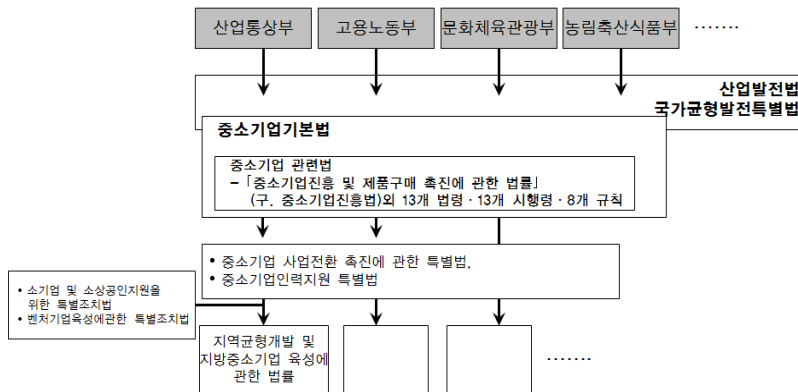 산업통상부
고용노동부
문화체육관광부
농림축산식품부
·······
산업발전법
국가균형발전특별법
중소기업기본법
중소기업 관련법
- 「중소기업진흥 및 제품구매 촉진에 관한 법률」
(구. 중소기업진흥법)외 13개 법령·13개 시행령·8개 규칙
• 중소기업 사업전환 촉진에 관한 특별법,
• 중소기업인력지원 특별법
• 소기업 및 소상공인지원을
위한 특별조치법
• 벤처기업육성에관한 특별조치법
지역균형개발 및
지방중소기업 육성에
관한 법률
·······